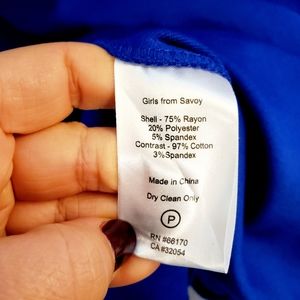 Girls from Savoy
Shell - 75% Rayon
20% Polyester
5% Spandex
Contrast - 97% Cotton
3%Spandex
Made in China
Dry Clean Only
P
RN #66170
CA #32054